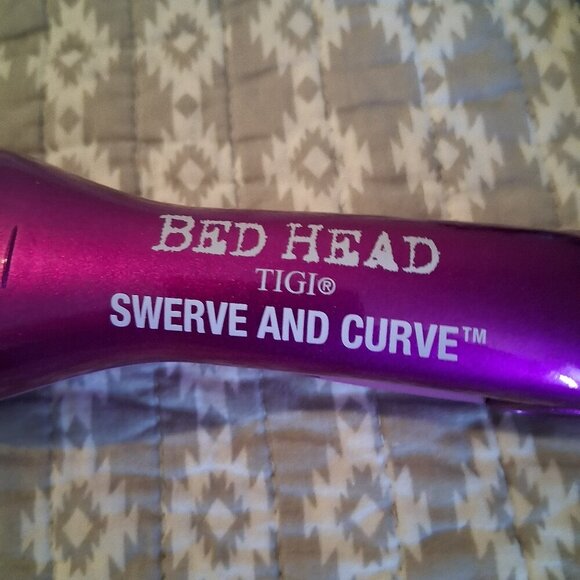 BED HEAD
TIGI®
SWERVE AND CURVE™